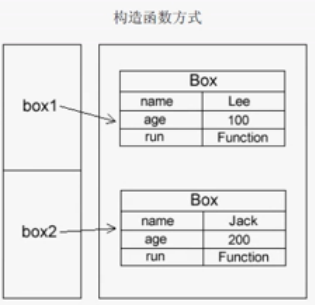 构造函数方式
box1
Box
name Lee
age 100
run Function
box2
Box
name Jack
age 200
run Function